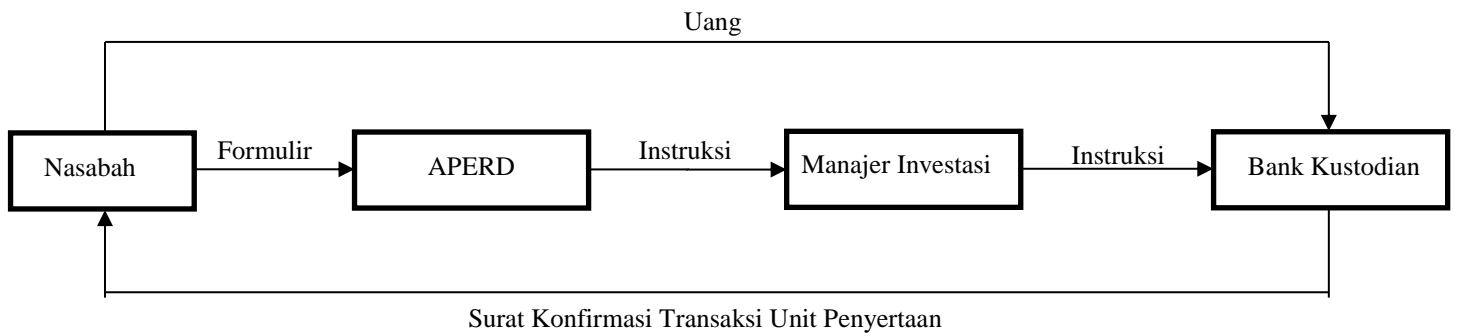 Uang
Nasabah
Formulir
APERD
Instruksi
Manajer Investasi
Instruksi
Bank Kustodian
Surat Konfirmasi Transaksi Unit Penyertaan